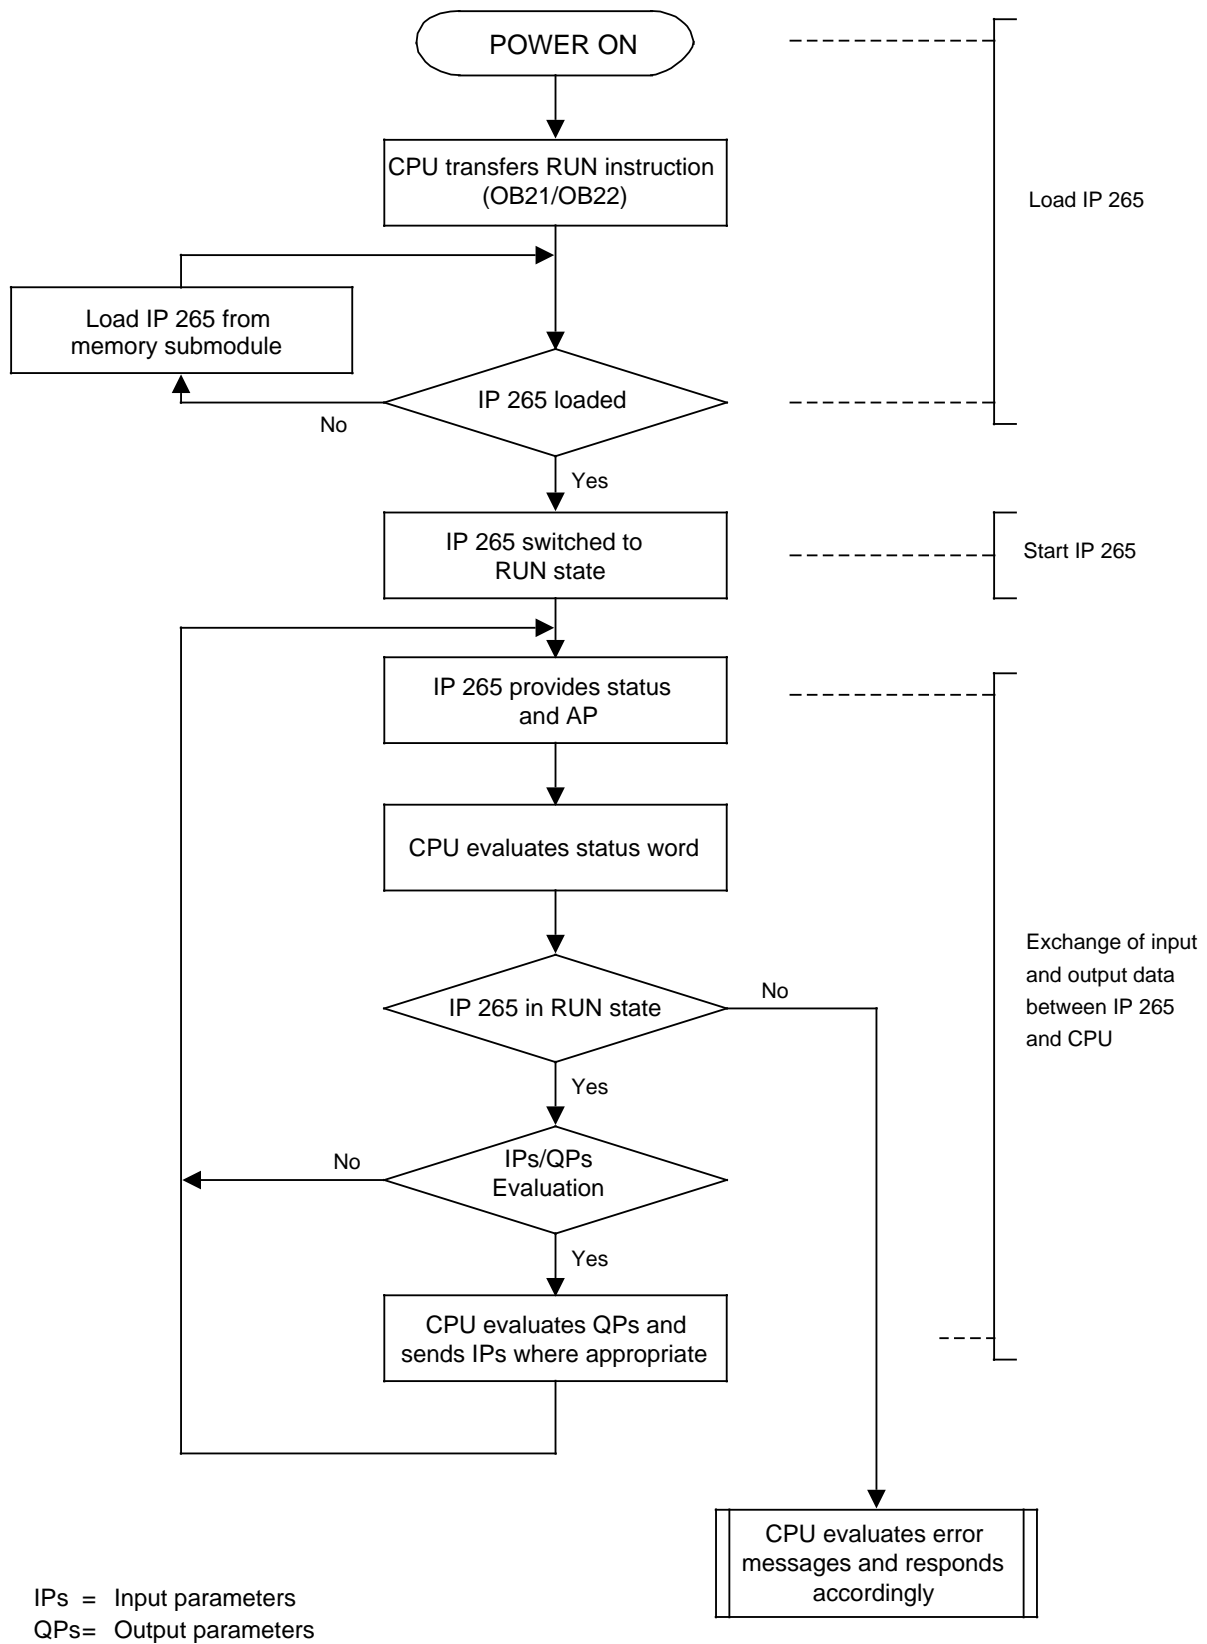 POWER ON
CPU transfers RUN instruction
(OB21/OB22)
Load IP 265
Load IP 265 from
memory submodule
IP 265 loaded
No
Yes
IP 265 switched to
RUN state
Start IP 265
IP 265 provides status
and AP
CPU evaluates status word
Exchange of input
and output data
between IP 265
and CPU
IP 265 in RUN state
No
Yes
IPs/QPs
Evaluation
No
Yes
CPU evaluates QPs and
sends IPs where appropriate
CPU evaluates error
messages and responds
accordingly
IPs = Input parameters
QPs= Output parameters